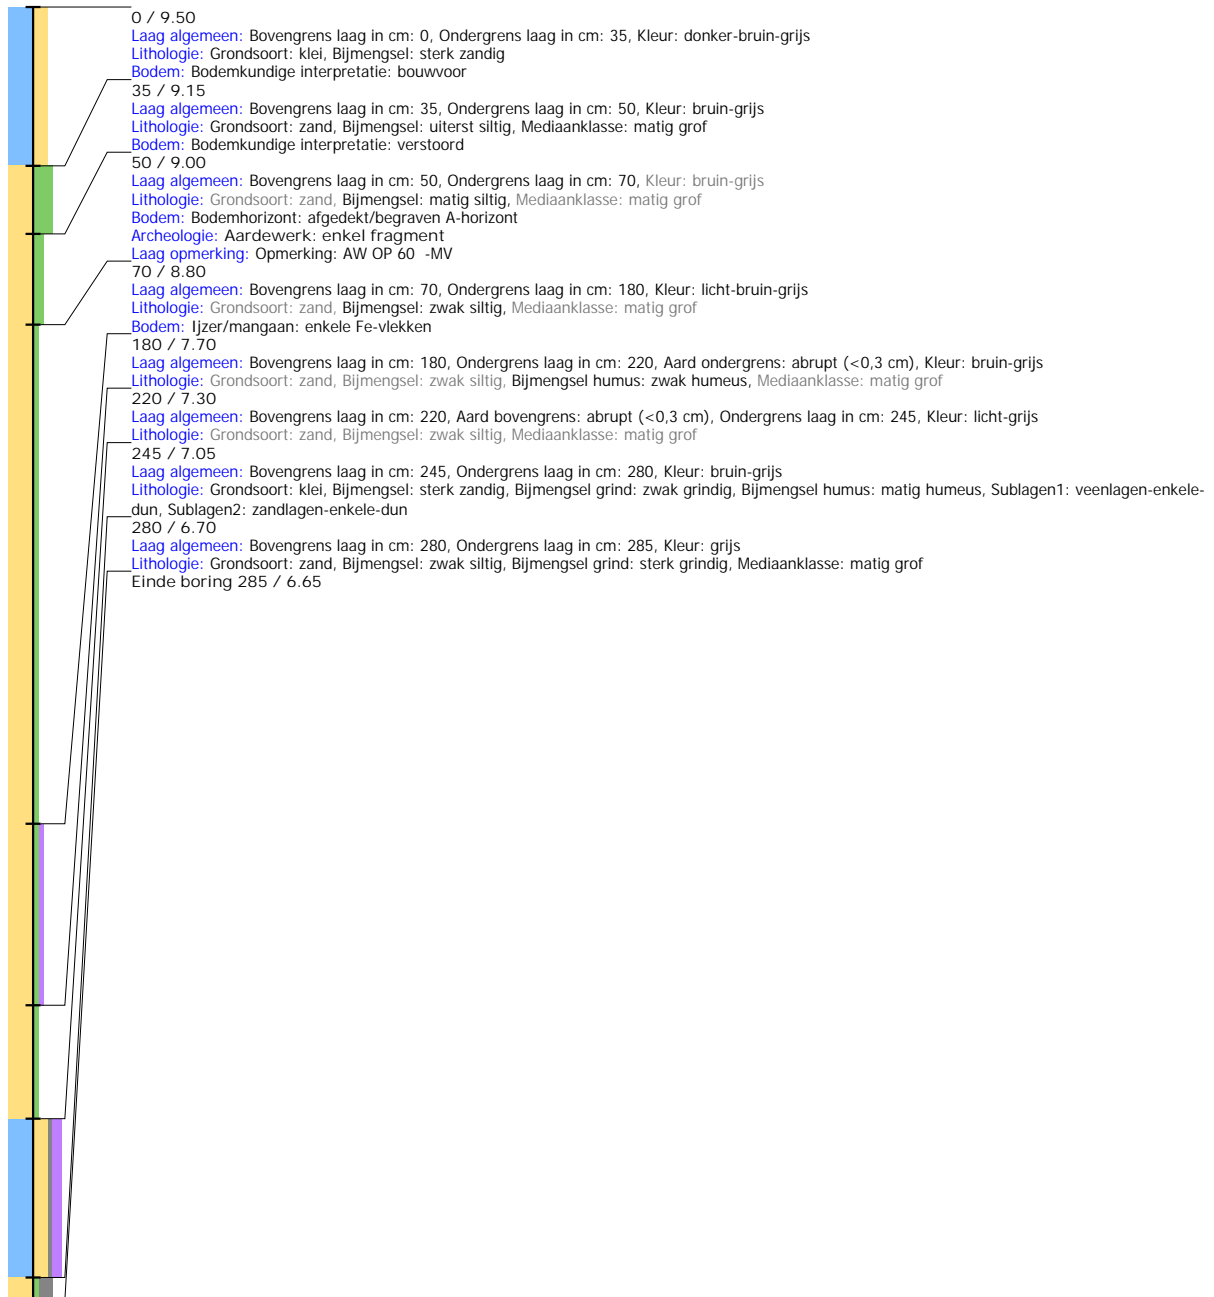 0 / 9.50
Laag algemeen: Bovengrens laag in cm: 0, Ondergrens laag in cm: 35, Kleur: donker-bruin-grijs
Lithologie: Grondsoort: klei, Bijmengsel: sterk zandig
Bodem: Bodemkundige interpretatie: bouwvoor
35 / 9.15
Laag algemeen: Bovengrens laag in cm: 35, Ondergrens laag in cm: 50, Kleur: bruin-grijs
Lithologie: Grondsoort: zand, Bijmengsel: uiterst siltig, Mediaanklasse: matig grof
Bodem: Bodemkundige interpretatie: verstoord
50 / 9.00
Laag algemeen: Bovengrens laag in cm: 50, Ondergrens laag in cm: 70, Kleur: bruin-grijs
Lithologie: Grondsoort: zand, Bijmengsel: matig siltig, Mediaanklasse: matig grof
Bodem: Bodemhorizont: afgedekt/begraven A-horizont
Archeologie: Aardewerk: enkel fragment
Laag opmerking: Opmerking: AW OP 60 -MV
70 / 8.80
Laag algemeen: Bovengrens laag in cm: 70, Ondergrens laag in cm: 180, Kleur: licht-bruin-grijs
Lithologie: Grondsoort: zand, Bijmengsel: zwak siltig, Mediaanklasse: matig grof
Bodem: Ijzer/mangaan: enkele Fe-vlekken
180 / 7.70
Laag algemeen: Bovengrens laag in cm: 180, Ondergrens laag in cm: 220, Aard ondergrens: abrupt (<0,3 cm), Kleur: bruin-grijs
Lithologie: Grondsoort: zand, Bijmengsel: zwak siltig, Bijmengsel humus: zwak humeus, Mediaanklasse: matig grof
220 / 7.30
Laag algemeen: Bovengrens laag in cm: 220, Aard bovengrens: abrupt (<0,3 cm), Ondergrens laag in cm: 245, Kleur: licht-grijs
Lithologie: Grondsoort: zand, Bijmengsel: zwak siltig, Mediaanklasse: matig grof
245 / 7.05
Laag algemeen: Bovengrens laag in cm: 245, Ondergrens laag in cm: 280, Kleur: bruin-grijs
Lithologie: Grondsoort: klei, Bijmengsel: sterk zandig, Bijmengsel grind: zwak grindig, Bijmengsel humus: matig humeus, Sublagen1: veenlagen-enkele-
dun, Sublagen2: zandlagen-enkele-dun
280 / 6.70
Laag algemeen: Bovengrens laag in cm: 280, Ondergrens laag in cm: 285, Kleur: grijs
Lithologie: Grondsoort: zand, Bijmengsel: zwak siltig, Bijmengsel grind: sterk grindig, Mediaanklasse: matig grof
Einde boring 285 / 6.65